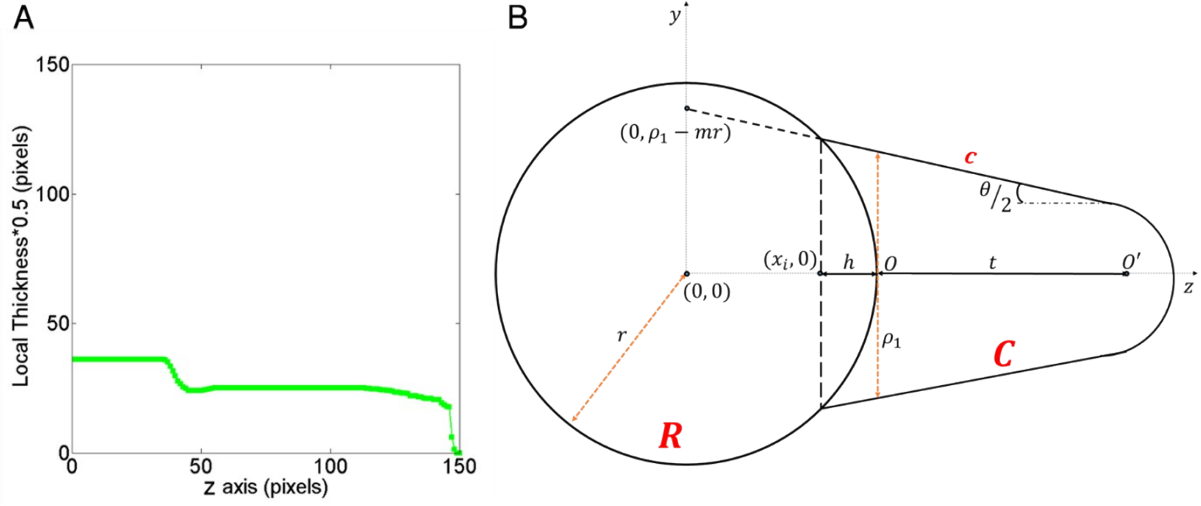 A
Local Thickness*0.5 (pixels)
150
100
50
0
0 50 100 150
z axis (pixels)
B
y
(0, ρ₁ − mr)
c
θ/2
(xᵢ, 0) h O t O′
z
(0,0)
r
ρ₁
C
R